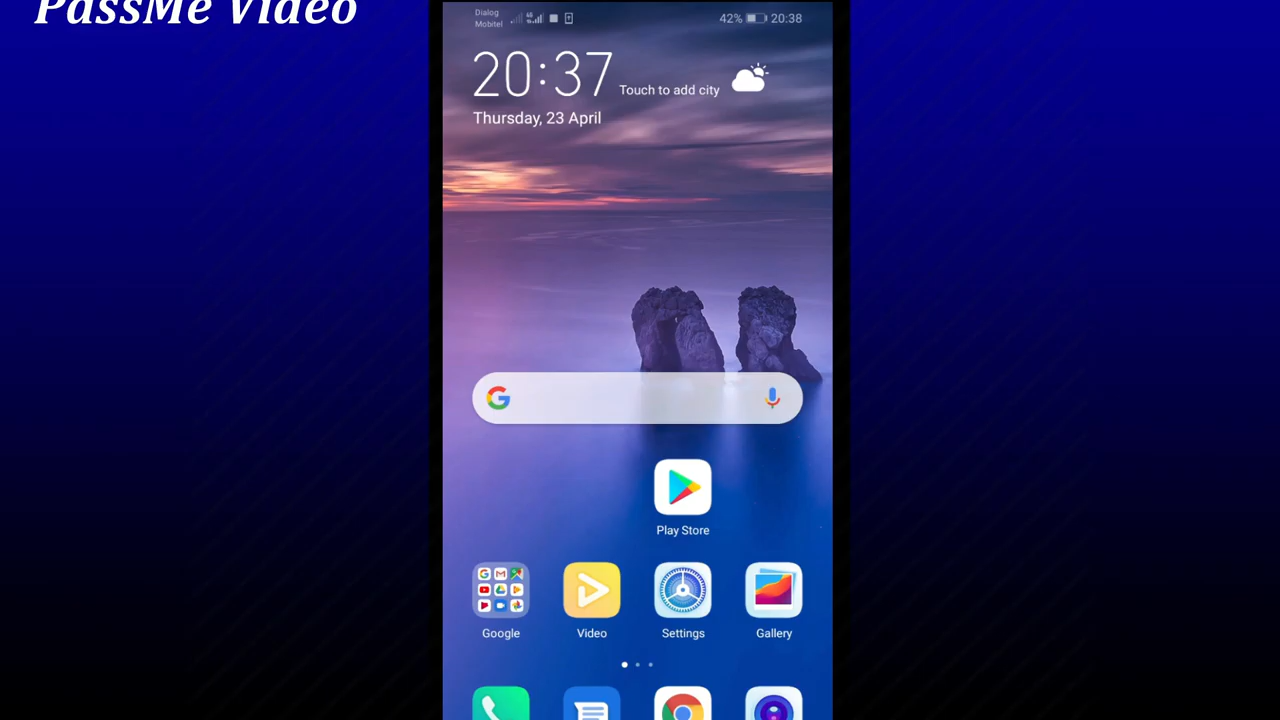 PassMe Video
Dialog
Mobitel
4G
42%
20:38
20:37
Touch to add city
Thursday, 23 April
Play Store
Google
Video
Settings
Gallery